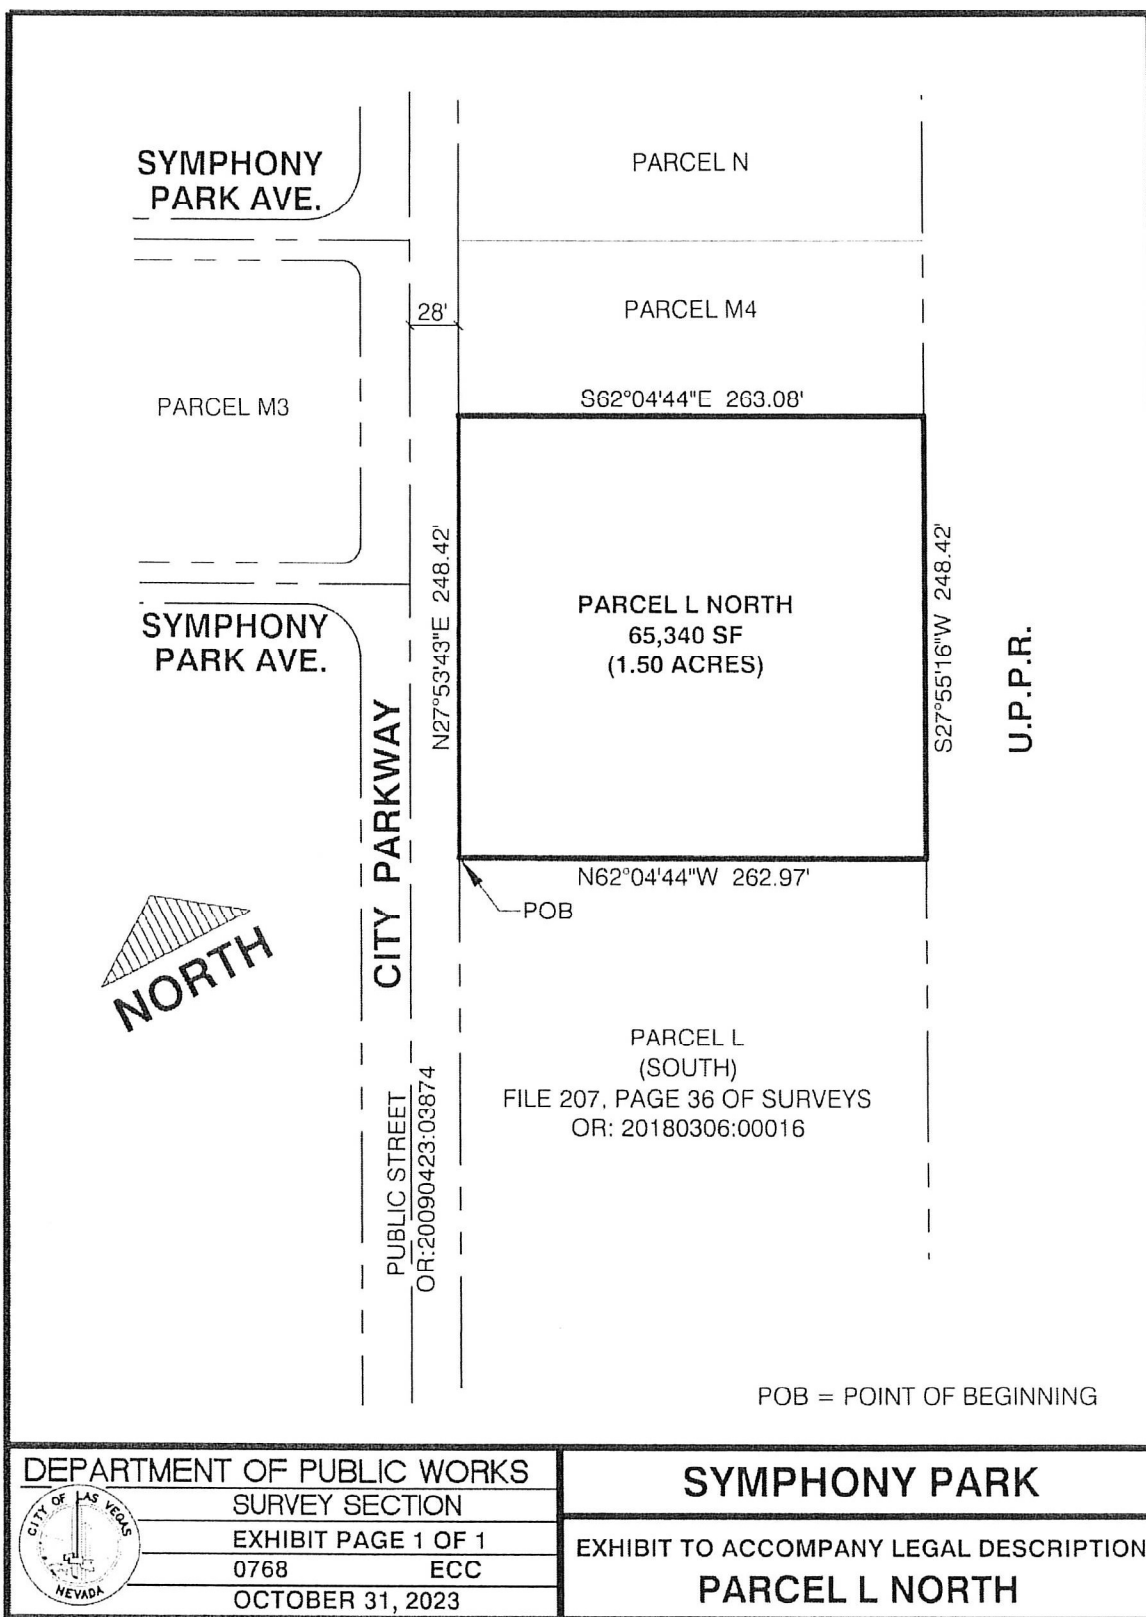 SYMPHONY
PARK AVE.
PARCEL N
28'
PARCEL M4
PARCEL M3
S62°04'44"E 263.08'
N27°53'43"E 248.42'
PARCEL L NORTH
65,340 SF
(1.50 ACRES)
S27°55'16"W 248.42'
U.P.P.R.
SYMPHONY
PARK AVE.
CITY PARKWAY
N62°04'44"W 262.97'
POB
NORTH
PARCEL L
(SOUTH)
FILE 207, PAGE 36 OF SURVEYS
OR: 20180306:00016
PUBLIC STREET
OR:20090423:03874
POB = POINT OF BEGINNING
DEPARTMENT OF PUBLIC WORKS
SURVEY SECTION
EXHIBIT PAGE 1 OF 1
0768 ECC
OCTOBER 31, 2023
CITY OF LAS VEGAS
NEVADA
SYMPHONY PARK
EXHIBIT TO ACCOMPANY LEGAL DESCRIPTION
PARCEL L NORTH